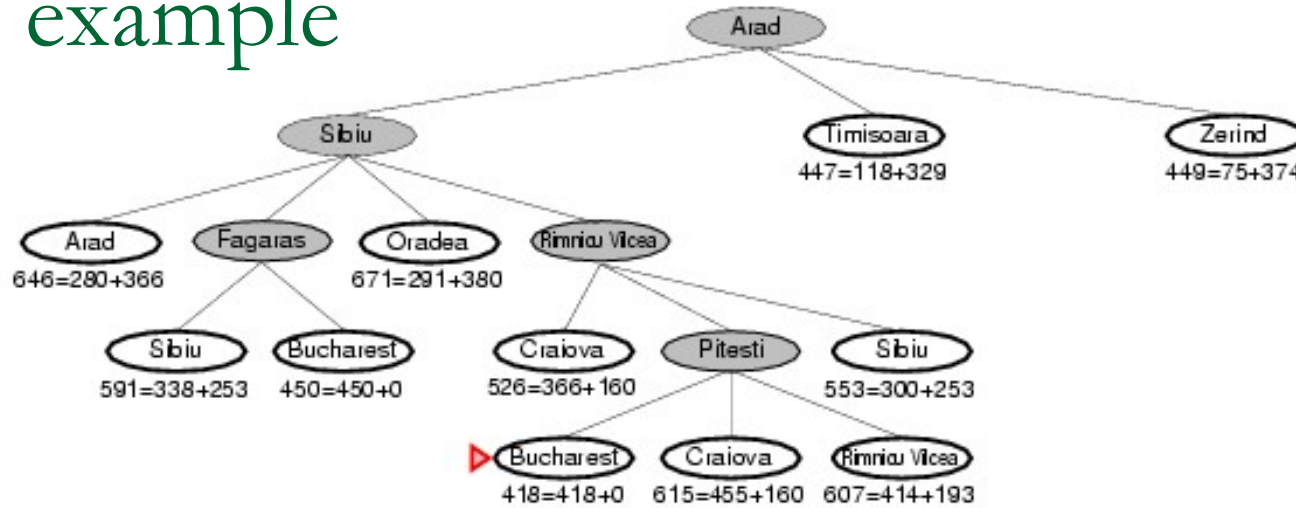 example
Arad
Sibiu
Timisoara
Zerind
447=118+329
449=75+374
Arad
Fagaras
Oradea
Rimnicu Vilcea
646=280+366
671=291+380
Sibiu
Bucharest
Craiova
Pitesti
Sibiu
591=338+253
450=450+0
526=366+160
553=300+253
Bucharest
Craiova
Rimnicu Vilcea
418=418+0
615=455+160
607=414+193